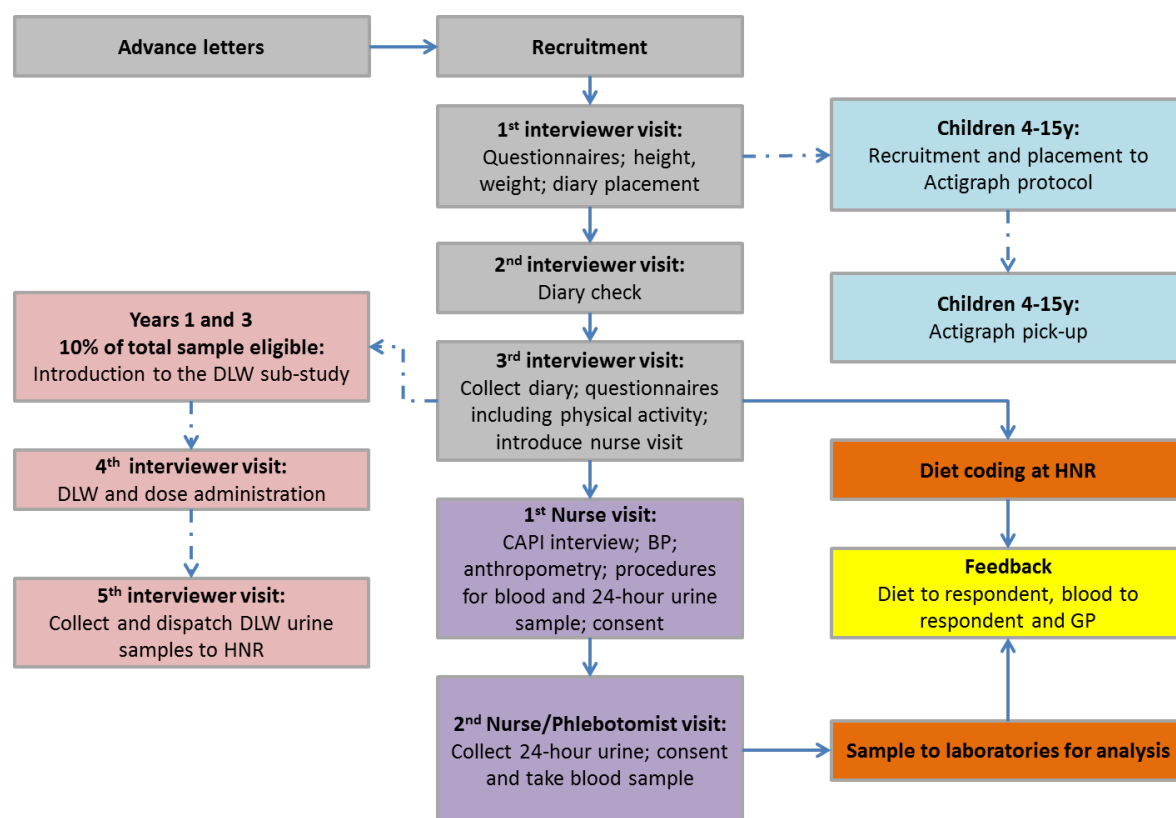 Advance letters
Recruitment
1st interviewer visit:
Questionnaires; height,
weight; diary placement
Children 4-15y:
Recruitment and placement to
Actigraph protocol
2nd interviewer visit:
Diary check
Children 4-15y:
Actigraph pick-up
Years 1 and 3
10% of total sample eligible:
Introduction to the DLW sub-study
3rd interviewer visit:
Collect diary; questionnaires
including physical activity;
introduce nurse visit
4th interviewer visit:
DLW and dose administration
Diet coding at HNR
1st Nurse visit:
CAPI interview; BP;
anthropometry; procedures
for blood and 24-hour urine
sample; consent
Feedback
Diet to respondent, blood to
respondent and GP
5th interviewer visit:
Collect and dispatch DLW urine
samples to HNR
2nd Nurse/Phlebotomist visit:
Collect 24-hour urine; consent
and take blood sample
Sample to laboratories for analysis